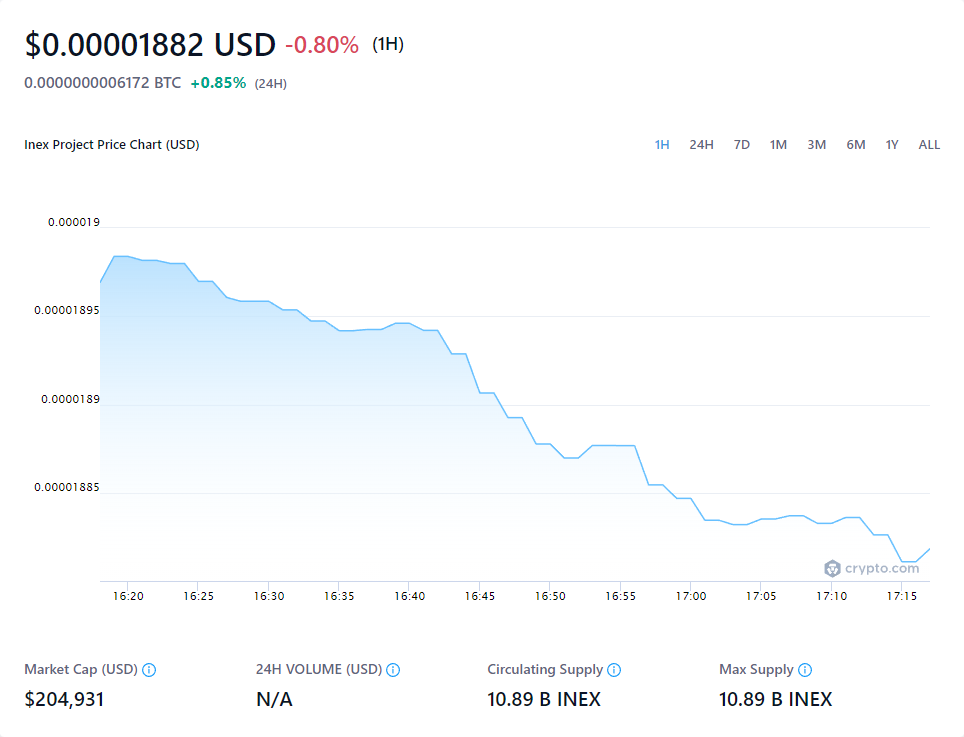 $0.00001882 USD -0.80% (1H)
0.0000000006172 BTC +0.85% (24H)
Inex Project Price Chart (USD) 1H 24H 7D 1M 3M 6M 1Y ALL
0.000019
0.00001895
0.0000189
0.00001885
crypto.com
16:20 16:25 16:30 16:35 16:40 16:45 16:50 16:55 17:00 17:05 17:10 17:15
Market Cap (USD) 24H VOLUME (USD) Circulating Supply Max Supply
$204,931 N/A 10.89 B INEX 10.89 B INEX